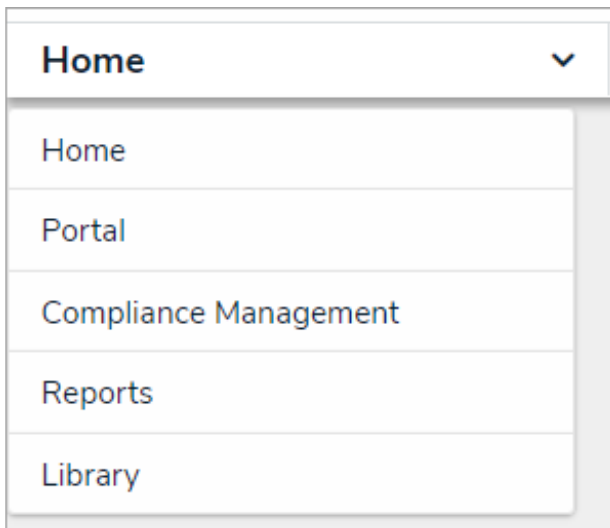 Home
Home
Portal
Compliance Management
Reports
Library